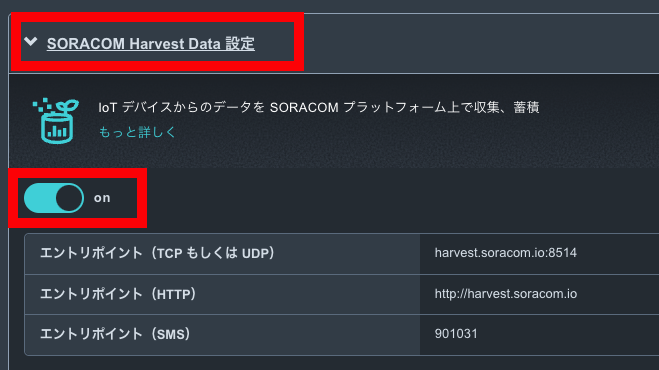 SORACOM Harvest Data 設定
IoT デバイスからのデータを SORACOM プラットフォーム上で収集、蓄積
もっと詳しく
on
エントリポイント（TCP もしくは UDP） harvest.soracom.io:8514
エントリポイント（HTTP） http://harvest.soracom.io
エントリポイント（SMS） 901031